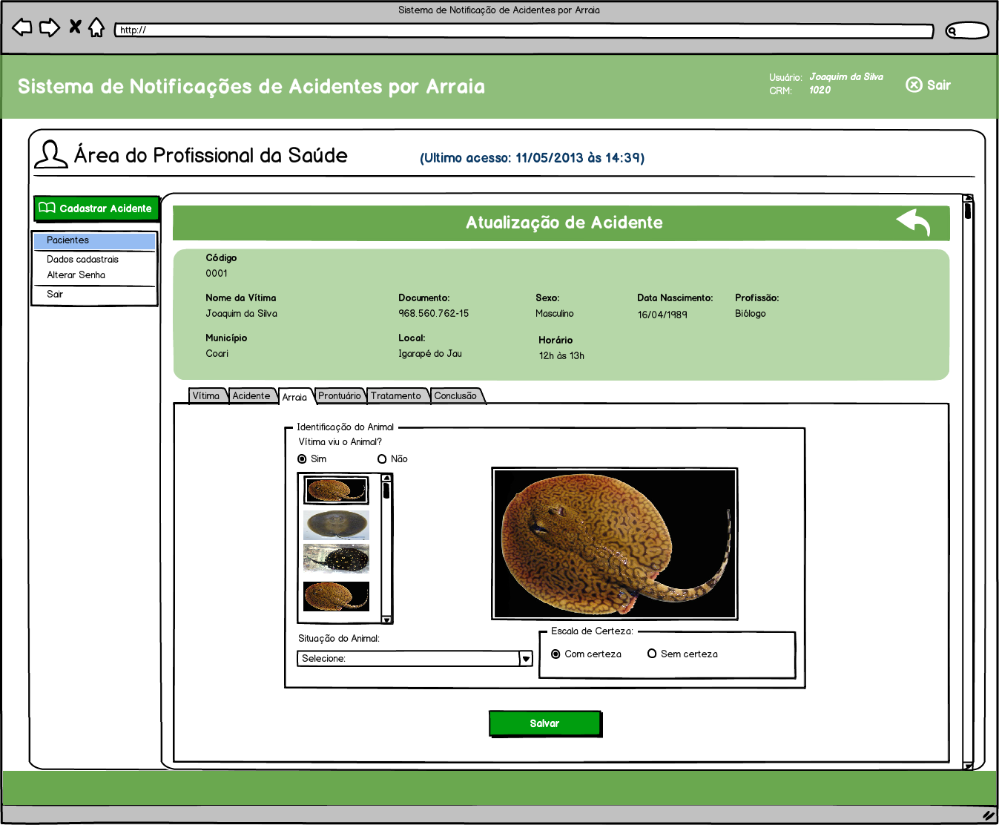 Sistema de Notificação de Acidentes por Arraia
http://
Sistema de Notificações de Acidentes por Arraia
Usuário: Joaquim da Silva
CRM: 1020
Sair
Área do Profissional da Saúde
(Ultimo acesso: 11/05/2013 às 14:39)
Cadastrar Acidente
Pacientes
Dados cadastrais
Alterar Senha
Sair
Atualização de Acidente
Código
0001
Nome da Vítima Documento: Sexo: Data Nascimento: Profissão:
Joaquim da Silva 968.560.762-15 Masculino 16/04/1989 Biólogo
Município Local: Horário
Coari Igarapé do Jau 12h às 13h
Vítima Acidente Arraia Prontuário Tratamento Conclusão
Identificação do Animal
Vítima viu o Animal?
Sim Não
Situação do Animal:
Selecione:
Escala de Certeza:
Com certeza Sem certeza
Salvar